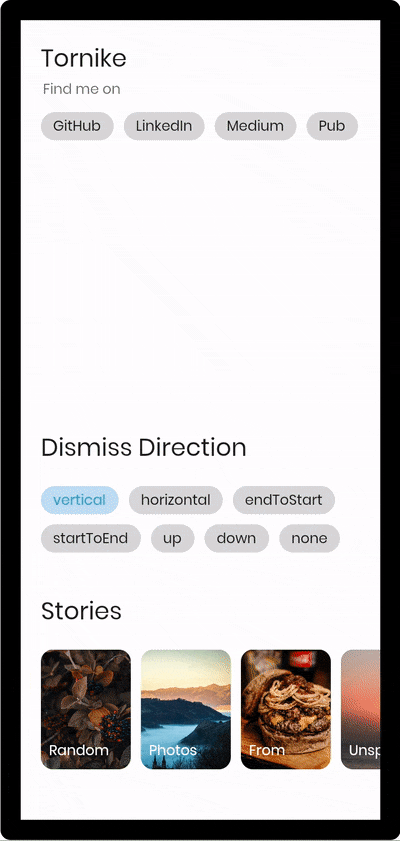 Tornike
Find me on
GitHub LinkedIn Medium Pub
Dismiss Direction
vertical horizontal endToStart
startToEnd up down none
Stories
Random Photos From Unsp